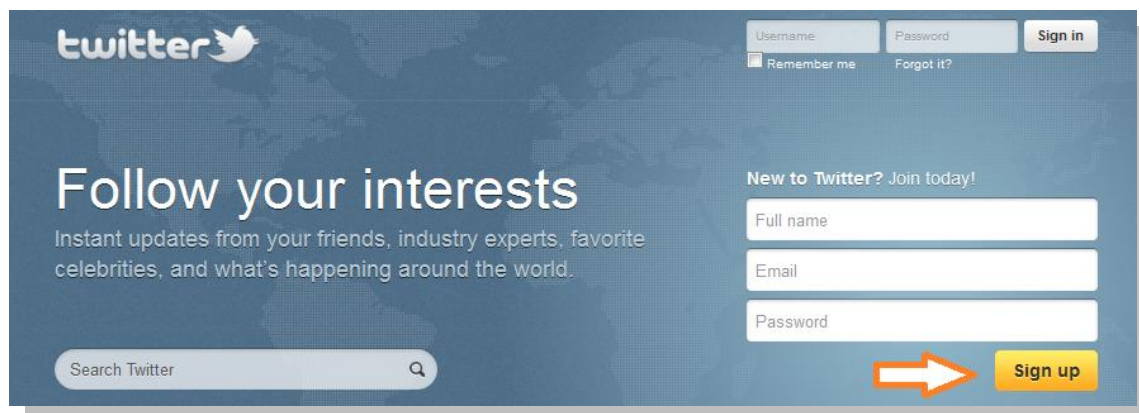 twitter
Username
Password
Sign in
Remember me
Forgot it?
Follow your interests
Instant updates from your friends, industry experts, favorite
celebrities, and what's happening around the world.
Search Twitter
New to Twitter? Join today!
Full name
Email
Password
Sign up